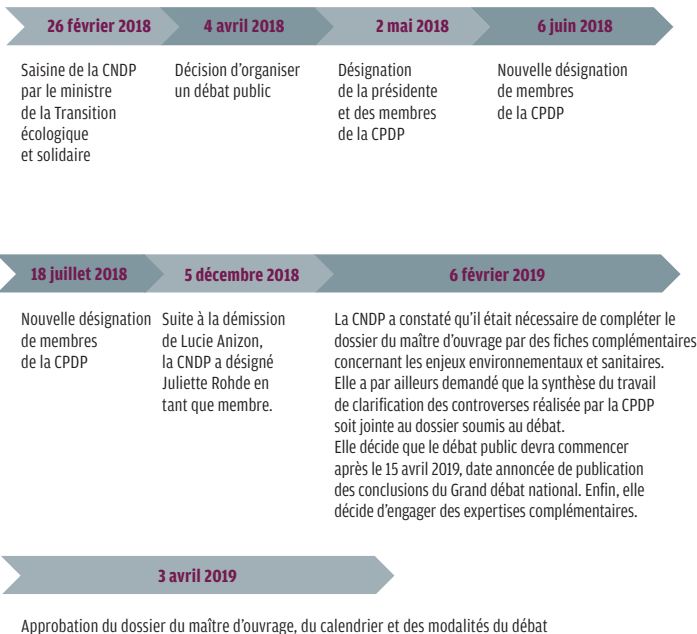 26 février 2018
4 avril 2018
2 mai 2018
6 juin 2018
Saisine de la CNDP
par le ministre
de la Transition
écologique
et solidaire
Décision d'organiser
un débat public
Désignation
de la présidente
et des membres
de la CPDP
Nouvelle désignation
de membres
de la CPDP
18 juillet 2018
5 décembre 2018
6 février 2019
Nouvelle désignation
de membres
de la CPDP
Suite à la démission
de Lucie Anizon,
la CNDP a désigné
Juliette Rohde en
tant que membre.
La CNDP a constaté qu'il était nécessaire de compléter le
dossier du maître d'ouvrage par des fiches complémentaires
concernant les enjeux environnementaux et sanitaires.
Elle a par ailleurs demandé que la synthèse du travail
de clarification des controverses réalisée par la CPDP
soit jointe au dossier soumis au débat.
Elle décide que le débat public devra commencer
après le 15 avril 2019, date annoncée de publication
des conclusions du Grand débat national. Enfin, elle
décide d'engager des expertises complémentaires.
3 avril 2019
Approbation du dossier du maître d'ouvrage, du calendrier et des modalités du débat